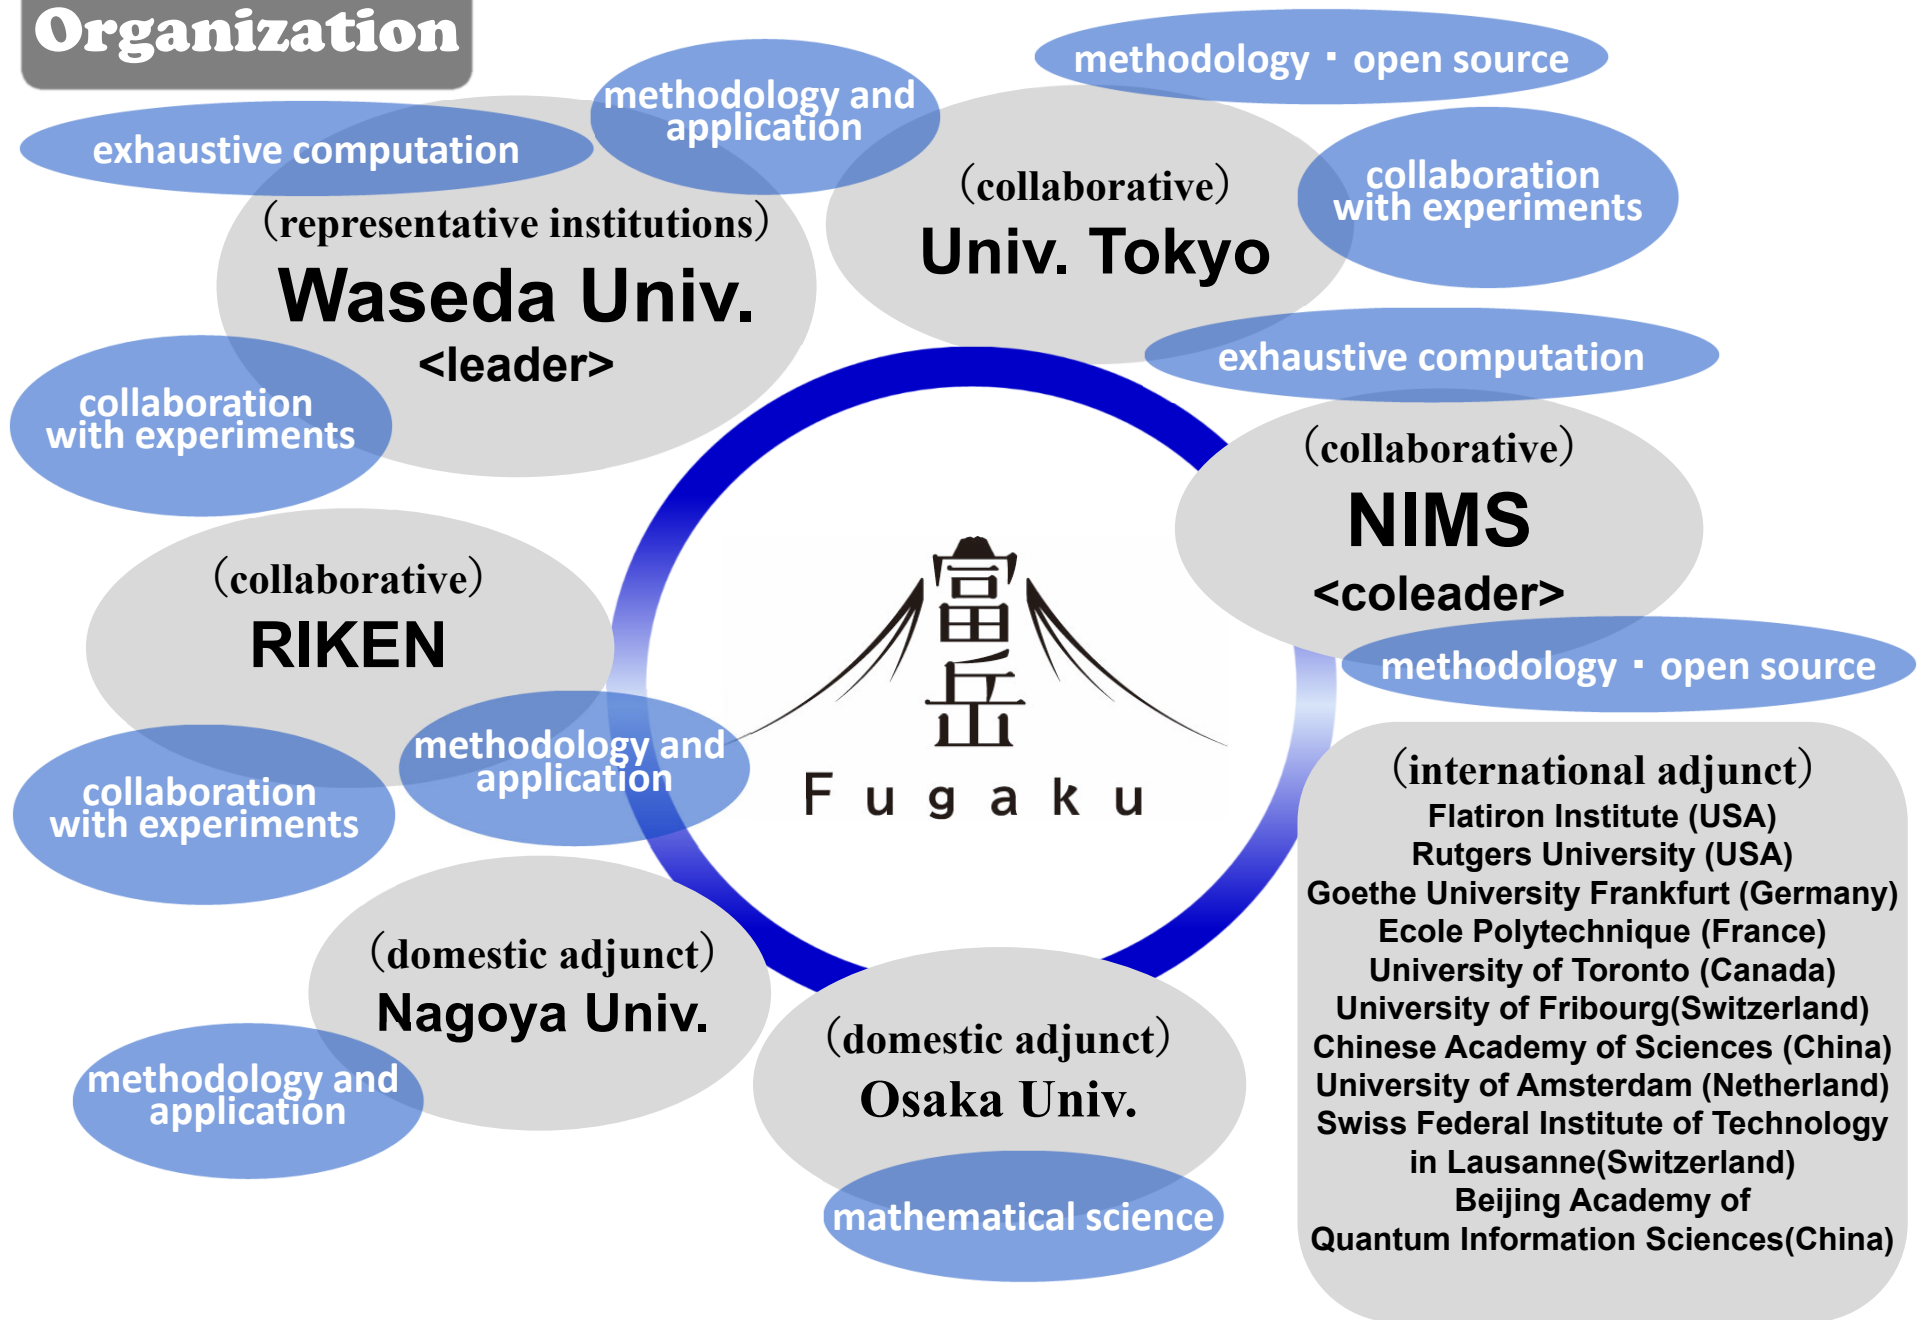 Organization
methodology and
application
methodology・open source
exhaustive computation
(representative institutions)
Waseda Univ.
<leader>
collaboration
with experiments
(collaborative)
Univ. Tokyo
collaboration
with experiments
exhaustive computation
(collaborative)
NIMS
<coleader>
methodology・open source
(collaborative)
RIKEN
collaboration
with experiments
methodology and
application
富
岳
Fugaku
(domestic adjunct)
Nagoya Univ.
methodology and
application
(domestic adjunct)
Osaka Univ.
mathematical science
(international adjunct)
Flatiron Institute (USA)
Rutgers University (USA)
Goethe University Frankfurt (Germany)
Ecole Polytechnique (France)
University of Toronto (Canada)
University of Fribourg(Switzerland)
Chinese Academy of Sciences (China)
University of Amsterdam (Netherland)
Swiss Federal Institute of Technology
in Lausanne(Switzerland)
Beijing Academy of
Quantum Information Sciences(China)